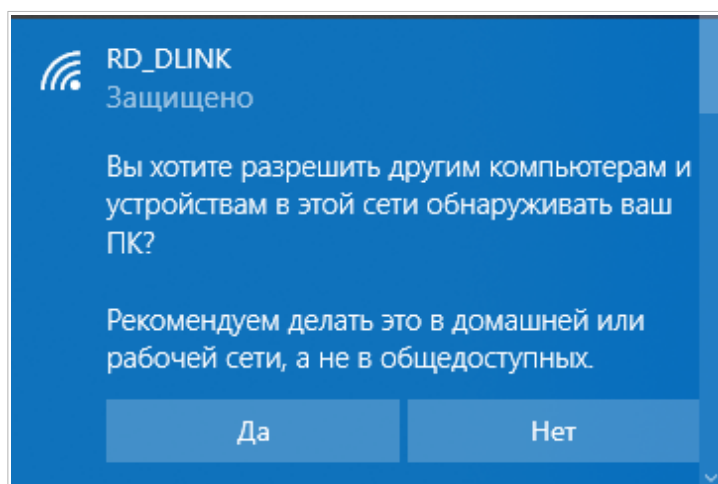 RD_DLINK
Защищено
Вы хотите разрешить другим компьютерам и
устройствам в этой сети обнаруживать ваш
ПК?
Рекомендуем делать это в домашней или
рабочей сети, а не в общедоступных.
Да
Нет